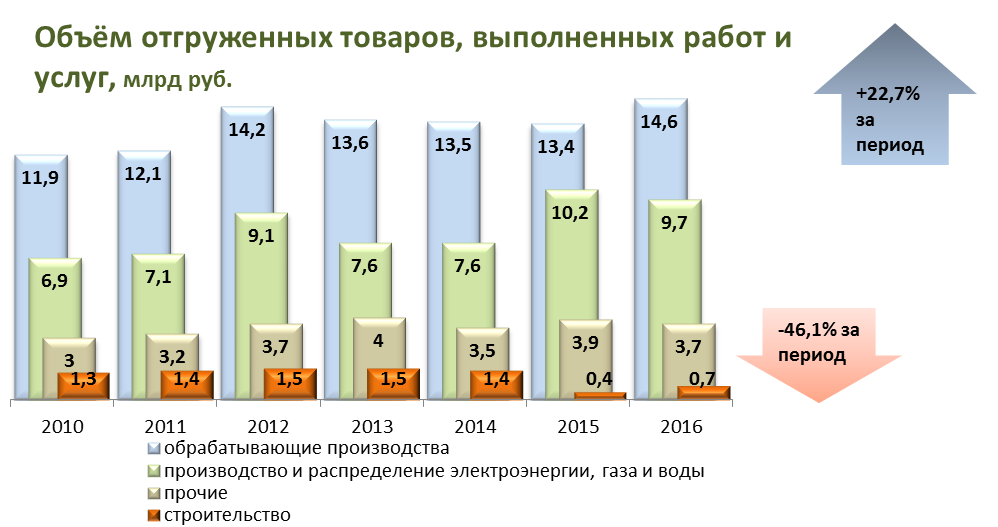 Объём отгруженных товаров, выполненных работ и
услуг, млрд руб.
+22,7%
за
период
11,9
12,1
14,2
13,6
13,5
13,4
14,6
6,9
7,1
9,1
7,6
7,6
10,2
9,7
3
3,2
3,7
4
3,5
3,9
3,7
1,3
1,4
1,5
1,5
1,4
0,4
0,7
-46,1% за
период
2010 2011 2012 2013 2014 2015 2016
обрабатывающие производства
производство и распределение электроэнергии, газа и воды
прочие
строительство